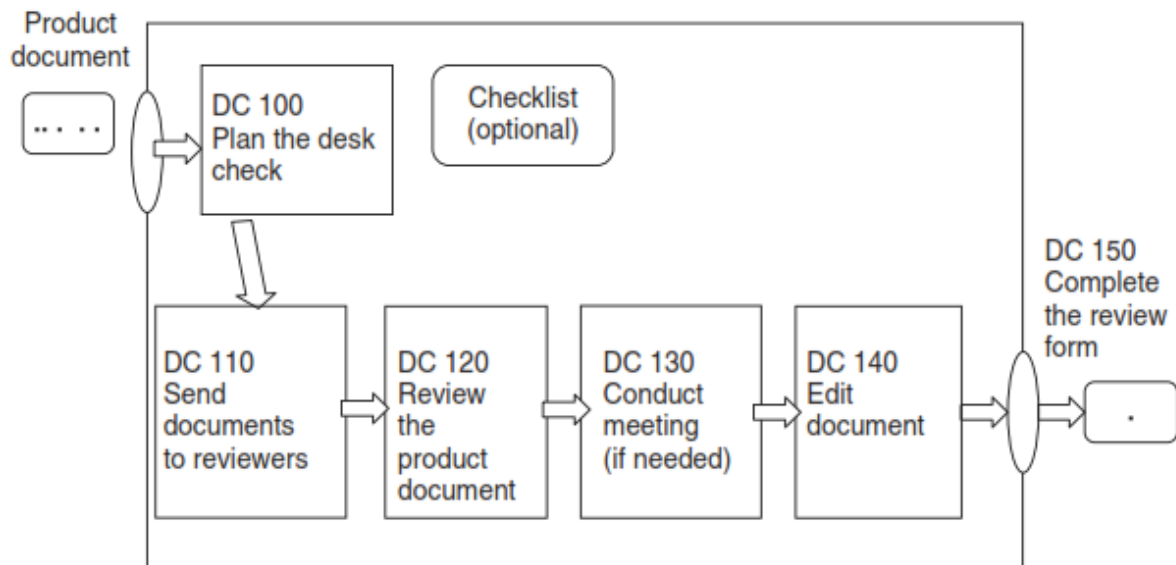 Product
document
.. . . .
DC 100
Plan the desk
check
Checklist
(optional)
DC 110
Send
documents
to reviewers
DC 120
Review
the
product
document
DC 130
Conduct
meeting
(if needed)
DC 140
Edit
document
DC 150
Complete
the review
form
.